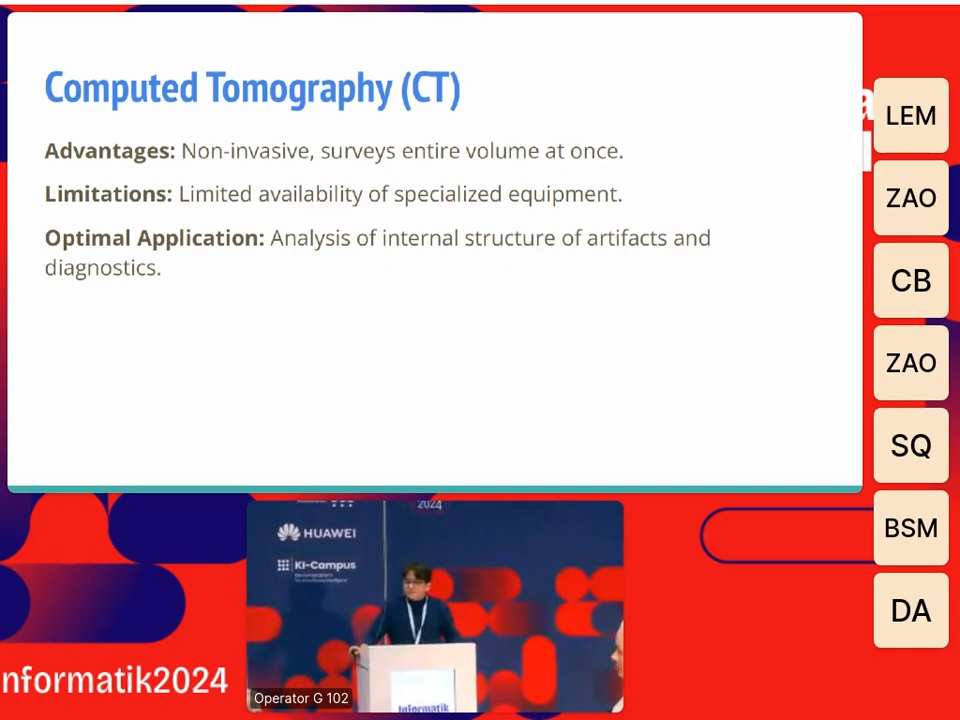 Computed Tomography (CT)
Advantages: Non-invasive, surveys entire volume at once.
Limitations: Limited availability of specialized equipment.
Optimal Application: Analysis of internal structure of artifacts and
diagnostics.
LEM
ZAO
CB
ZAO
SQ
BSM
DA
2024
HUAWEI
KI-Campus
Informatik
Operator G 102
nformatik2024